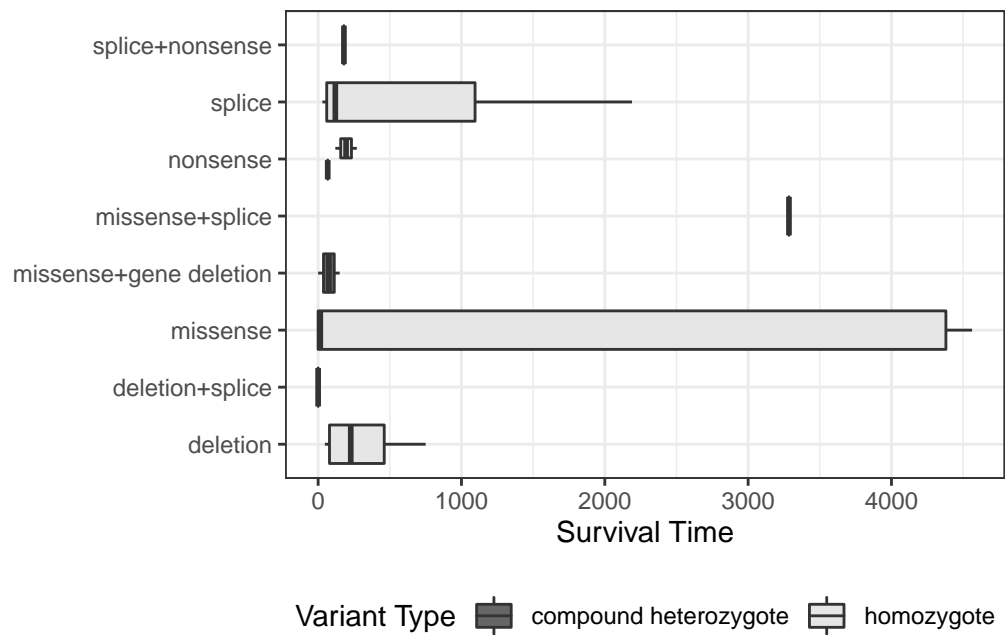 splice+nonsense
splice
nonsense
missense+splice
missense+gene deletion
missense
deletion+splice
deletion
0 1000 2000 3000 4000
Survival Time
Variant Type compound heterozygote homozygote